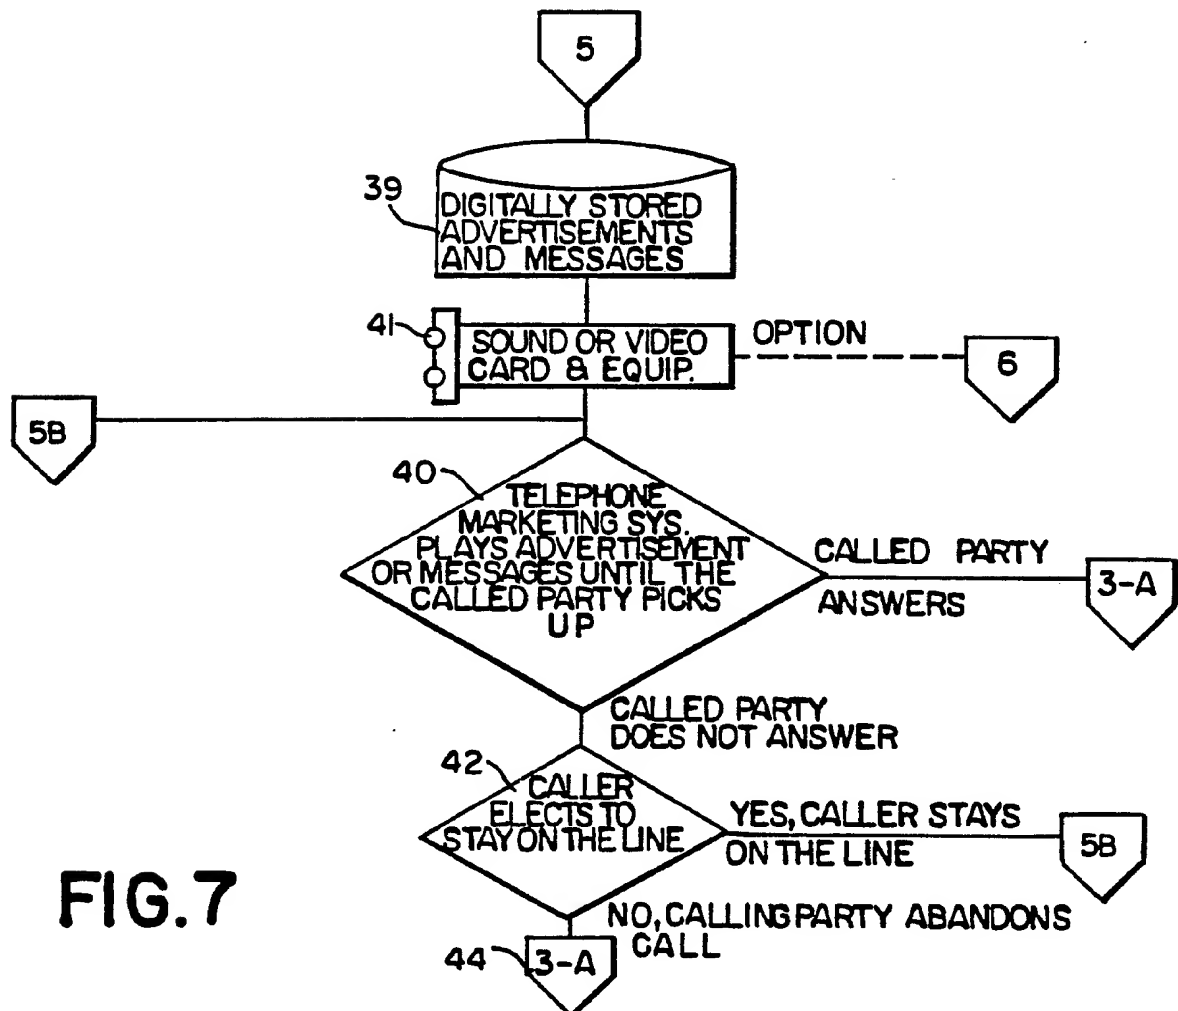 5
39
DIGITALLY STORED
ADVERTISEMENTS
AND MESSAGES
41
SOUND OR VIDEO
CARD & EQUIP.
OPTION
6
5B
40
TELEPHONE
MARKETING SYS.
PLAYS ADVERTISEMENT
OR MESSAGES UNTIL THE
CALLED PARTY PICKS
UP
CALLED PARTY
ANSWERS
3-A
CALLED PARTY
DOES NOT ANSWER
42
CALLER
ELECTS TO
STAY ON THE LINE
YES, CALLER STAYS
ON THE LINE
5B
NO, CALLING PARTY ABANDONS
CALL
44
3-A
FIG.7